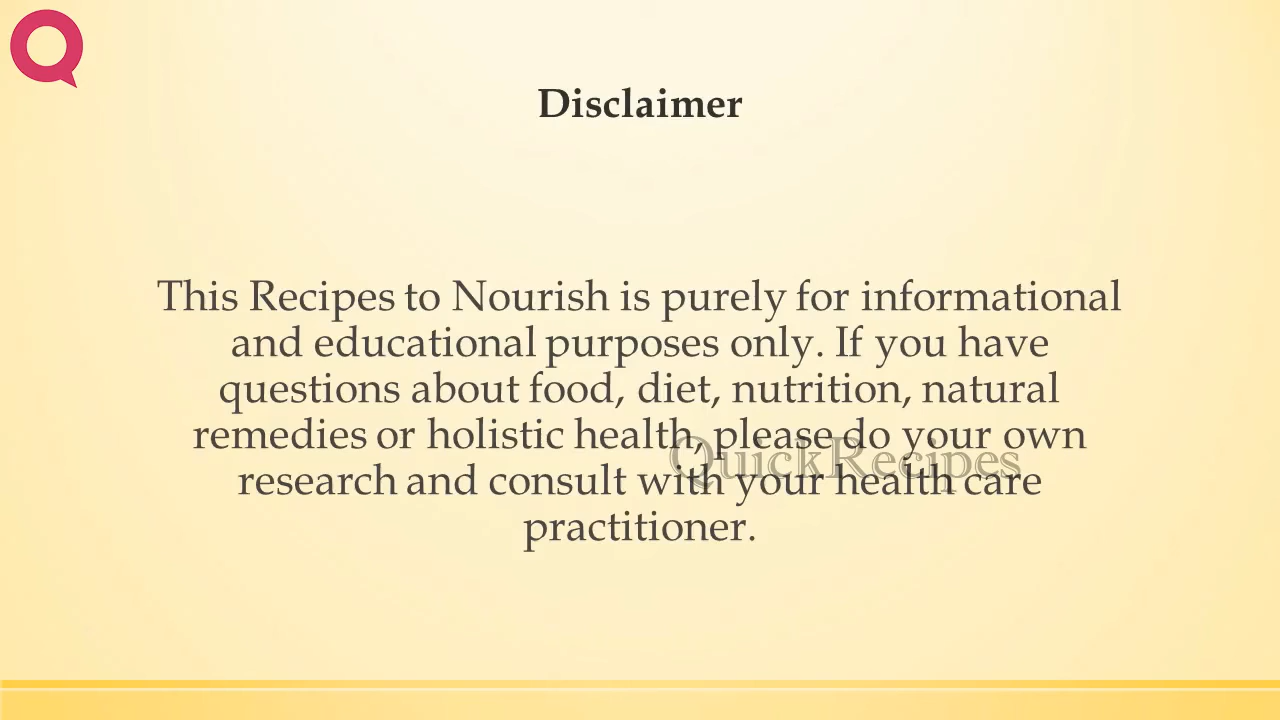 Disclaimer
This Recipes to Nourish is purely for informational
and educational purposes only. If you have
questions about food, diet, nutrition, natural
remedies or holistic health, please do your own
QuickRecipes
research and consult with your health care
practitioner.